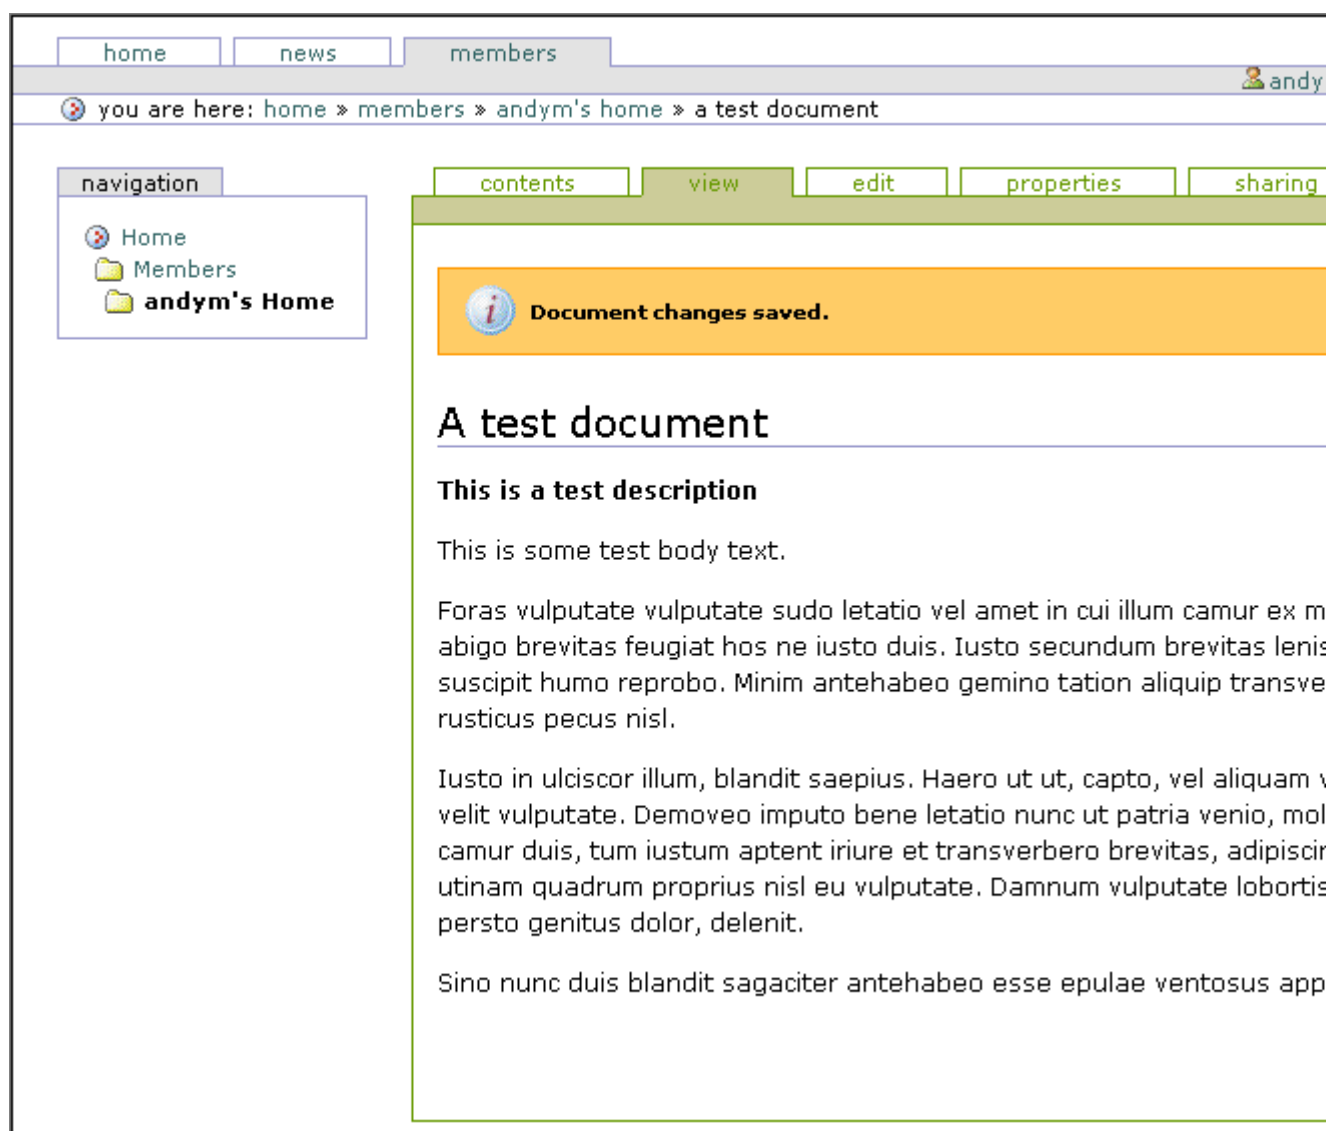 home news members
andy
you are here: home » members » andym's home » a test document
navigation
Home
Members
andym's Home
contents view edit properties sharing
i Document changes saved.
A test document
This is a test description
This is some test body text.
Foras vulputate vulputate sudo letatio vel amet in cui illum camur ex
abigo brevitas feugiat hos ne iusto duis. Iusto secundum brevitas
suscipit humo reprobo. Minim antehabeo gemino tation aliquip
rusticus pecus nisl.
Iusto in ulciscor illum, blandit saepius. Haero ut ut, capto, vel aliquam
velit vulputate. Demoveo imputo bene letatio nunc ut patria venio,
camur duis, tum iustum aptent iriure et transverbero brevitas,
utinam quadrum proprius nisl eu vulputate. Damnum vulputate
persto genitus dolor, delenit.
Sino nunc duis blandit sagaciter antehabeo esse epulae ventosus